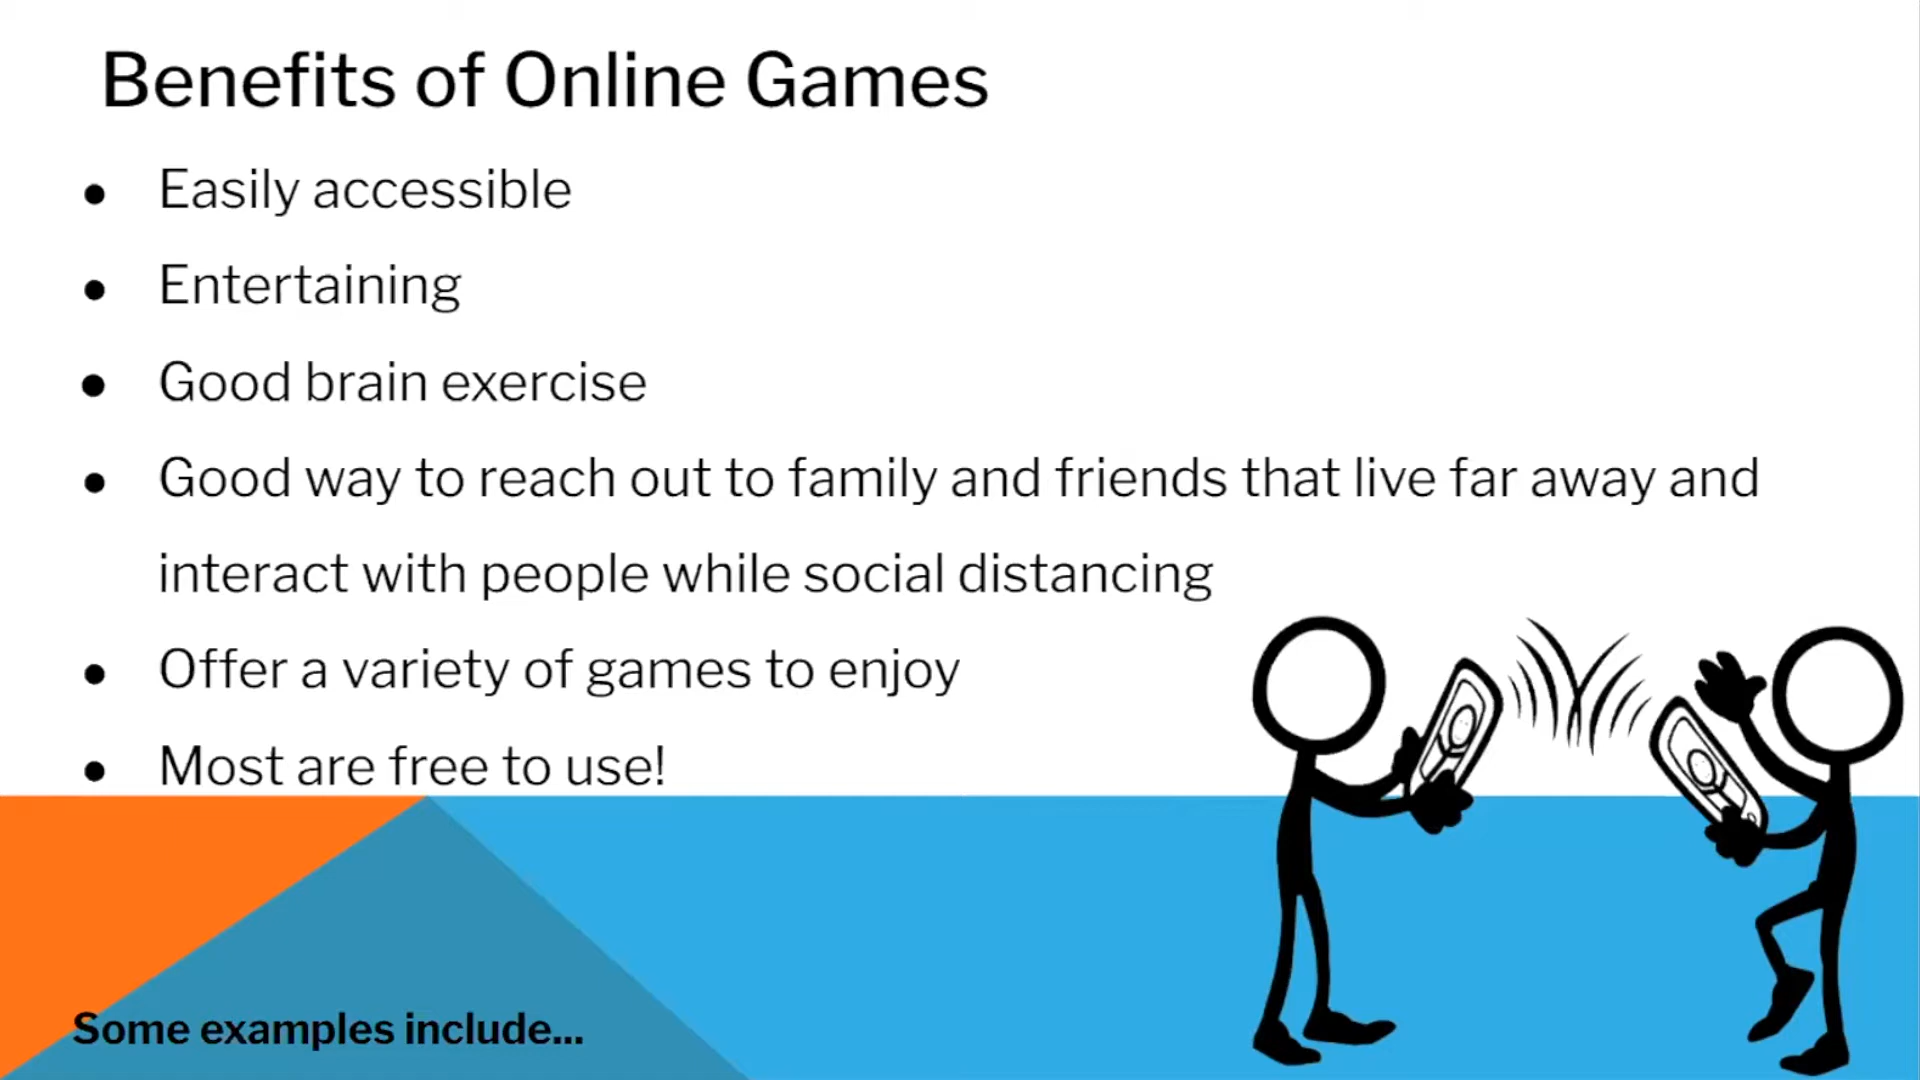 Benefits of Online Games
● Easily accessible
● Entertaining
● Good brain exercise
● Good way to reach out to family and friends that live far away and
interact with people while social distancing
● Offer a variety of games to enjoy
● Most are free to use!
Some examples include...